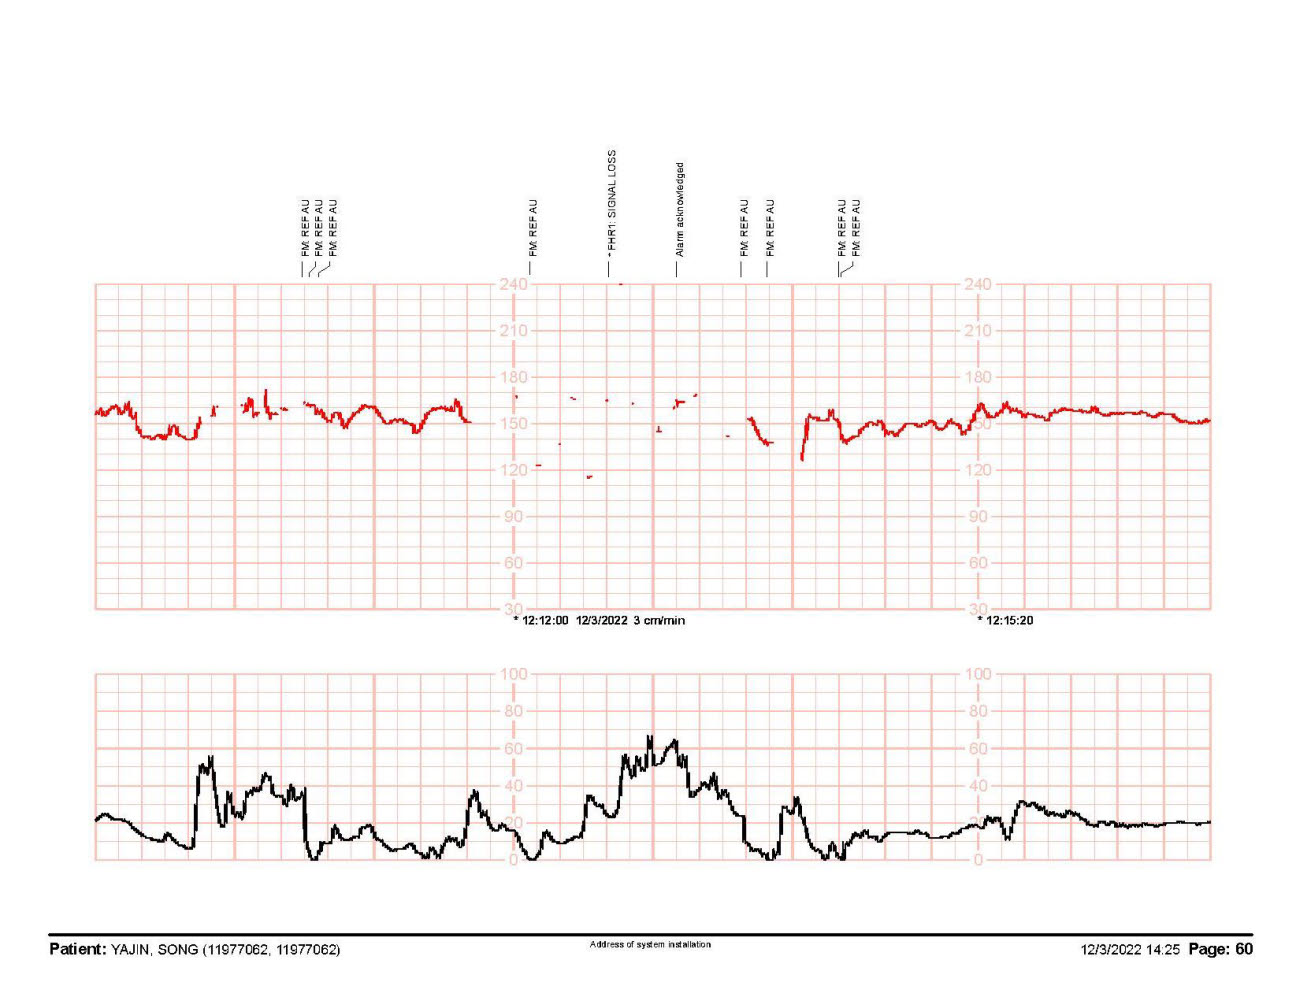 FM: REF AU
FM: REF AU
FM: REF AU
FM: REF AU
* FHR1: SIGNAL LOSS
Alarm acknowledged
FM: REF AU
FM: REF AU
FM: REF AU
FM: REF AU
240 240
210 210
180 180
150 150
120 120
90 90
60 60
30 30
* 12:12:00 12/3/2022 3 cm/min * 12:15:20
100 100
80 80
60 60
40 40
20 20
0 0
Patient: YAJIN, SONG (11977062, 11977062) Address of system installation 12/3/2022 14:25 Page: 60